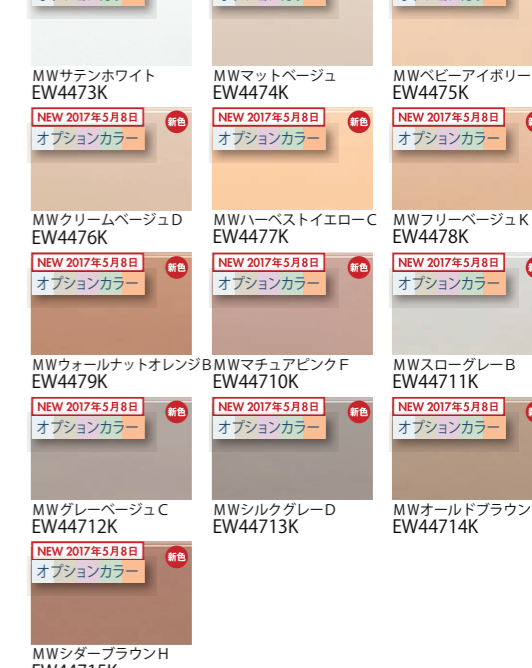 MWサテンホワイト
EW4473K
MWマットベージュ
EW4474K
MWベビーアイボリー
EW4475K
NEW 2017年5月8日
オプションカラー
新色
NEW 2017年5月8日
オプションカラー
新色
NEW 2017年5月8日
オプションカラー
MWクリームベージュD
EW4476K
MWハーベストイエローC
EW4477K
MWフリーベージュK
EW4478K
NEW 2017年5月8日
オプションカラー
新色
NEW 2017年5月8日
オプションカラー
新色
NEW 2017年5月8日
オプションカラー
MWウォールナットオレンジB
EW4479K
MWマチュアピンクF
EW44710K
MWスローグレーB
EW44711K
NEW 2017年5月8日
オプションカラー
新色
NEW 2017年5月8日
オプションカラー
新色
NEW 2017年5月8日
オプションカラー
MWグレーベージュC
EW44712K
MWシルクグレーD
EW44713K
MWオールドブラウン
EW44714K
NEW 2017年5月8日
オプションカラー
新色
MWシダーブラウンH
EW44715K